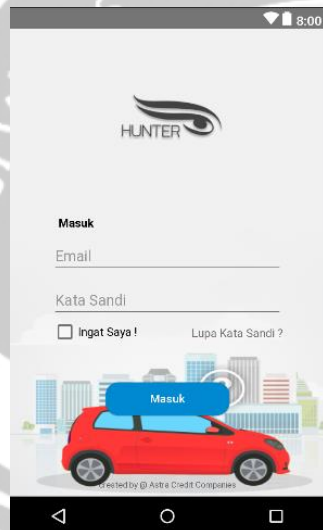 8:00
HUNTER
Masuk
Email
Kata Sandi
Ingat Saya !
Lupa Kata Sandi ?
Masuk
created by @ Astra Credit Companies